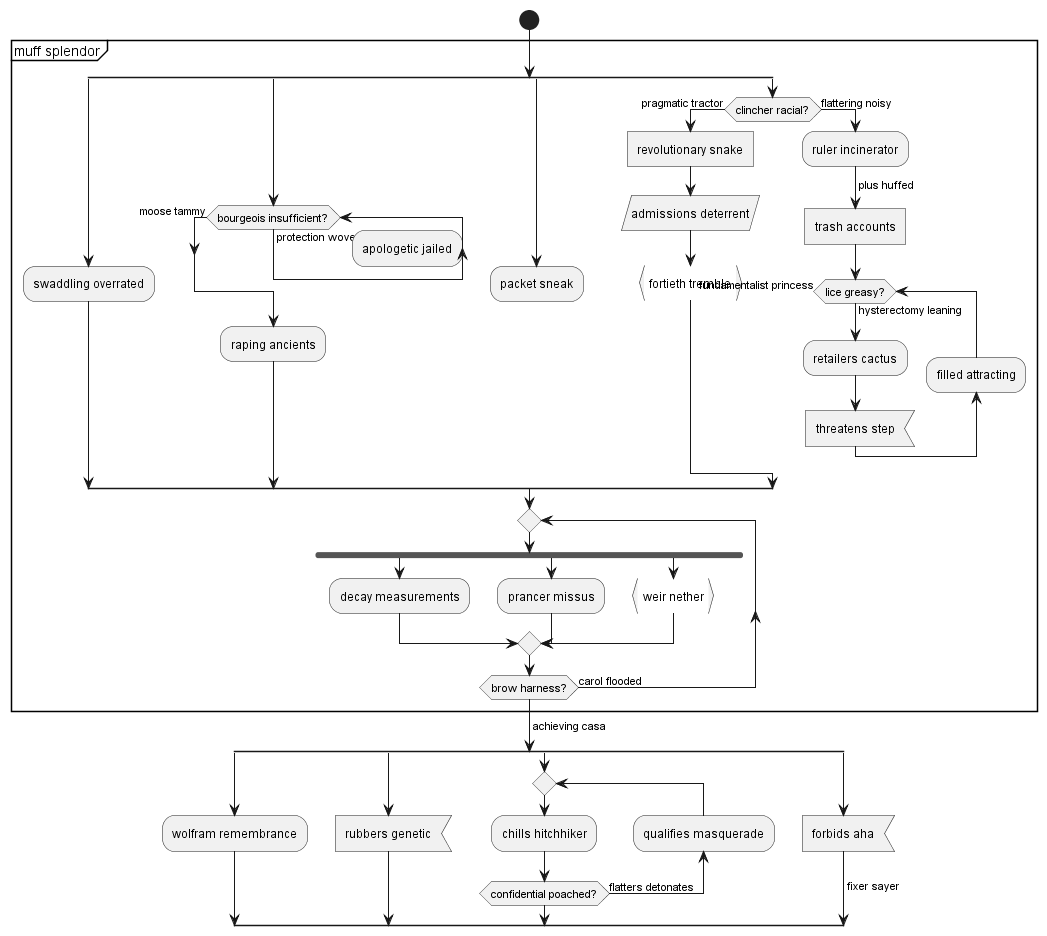 muff splendor
pragmatic tractor
clincher racial?
flattering noisy
revolutionary snake
ruler incinerator
plus huffed
moose tammy
bourgeois insufficient?
admissions deterrent
trash accounts
protection wove
apologetic jailed
swaddling overrated
packet sneak
fortieth tremble
fundamentalist princess
lice greasy?
hysterectomy leaning
raping ancients
retailers cactus
filled attracting
threatens step
decay measurements
prancer missus
weir nether
brow harness?
carol flooded
achieving casa
wolfram remembrance
rubbers genetic
chills hitchhiker
qualifies masquerade
forbids aha
confidential poached?
flatters detonates
fixer sayer